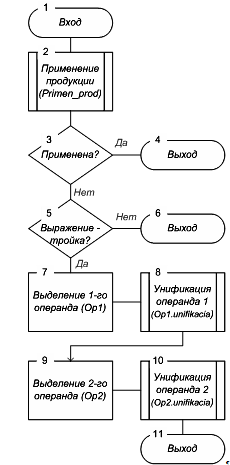 1
Вход
2
Применение
продукции
(Primen_prod)
3
Применена?
Да
4
Выход
Нет
5
Выражение -
тройка?
Нет
6
Выход
Да
7
Выделение 1-го
операнда (Op1)
8
Унификация
операнда 1
(Op1.unifikacia)
9
Выделение 2-го
операнда (Op2)
10
Унификация
операнда 2
(Op2.unifikacia)
11
Выход